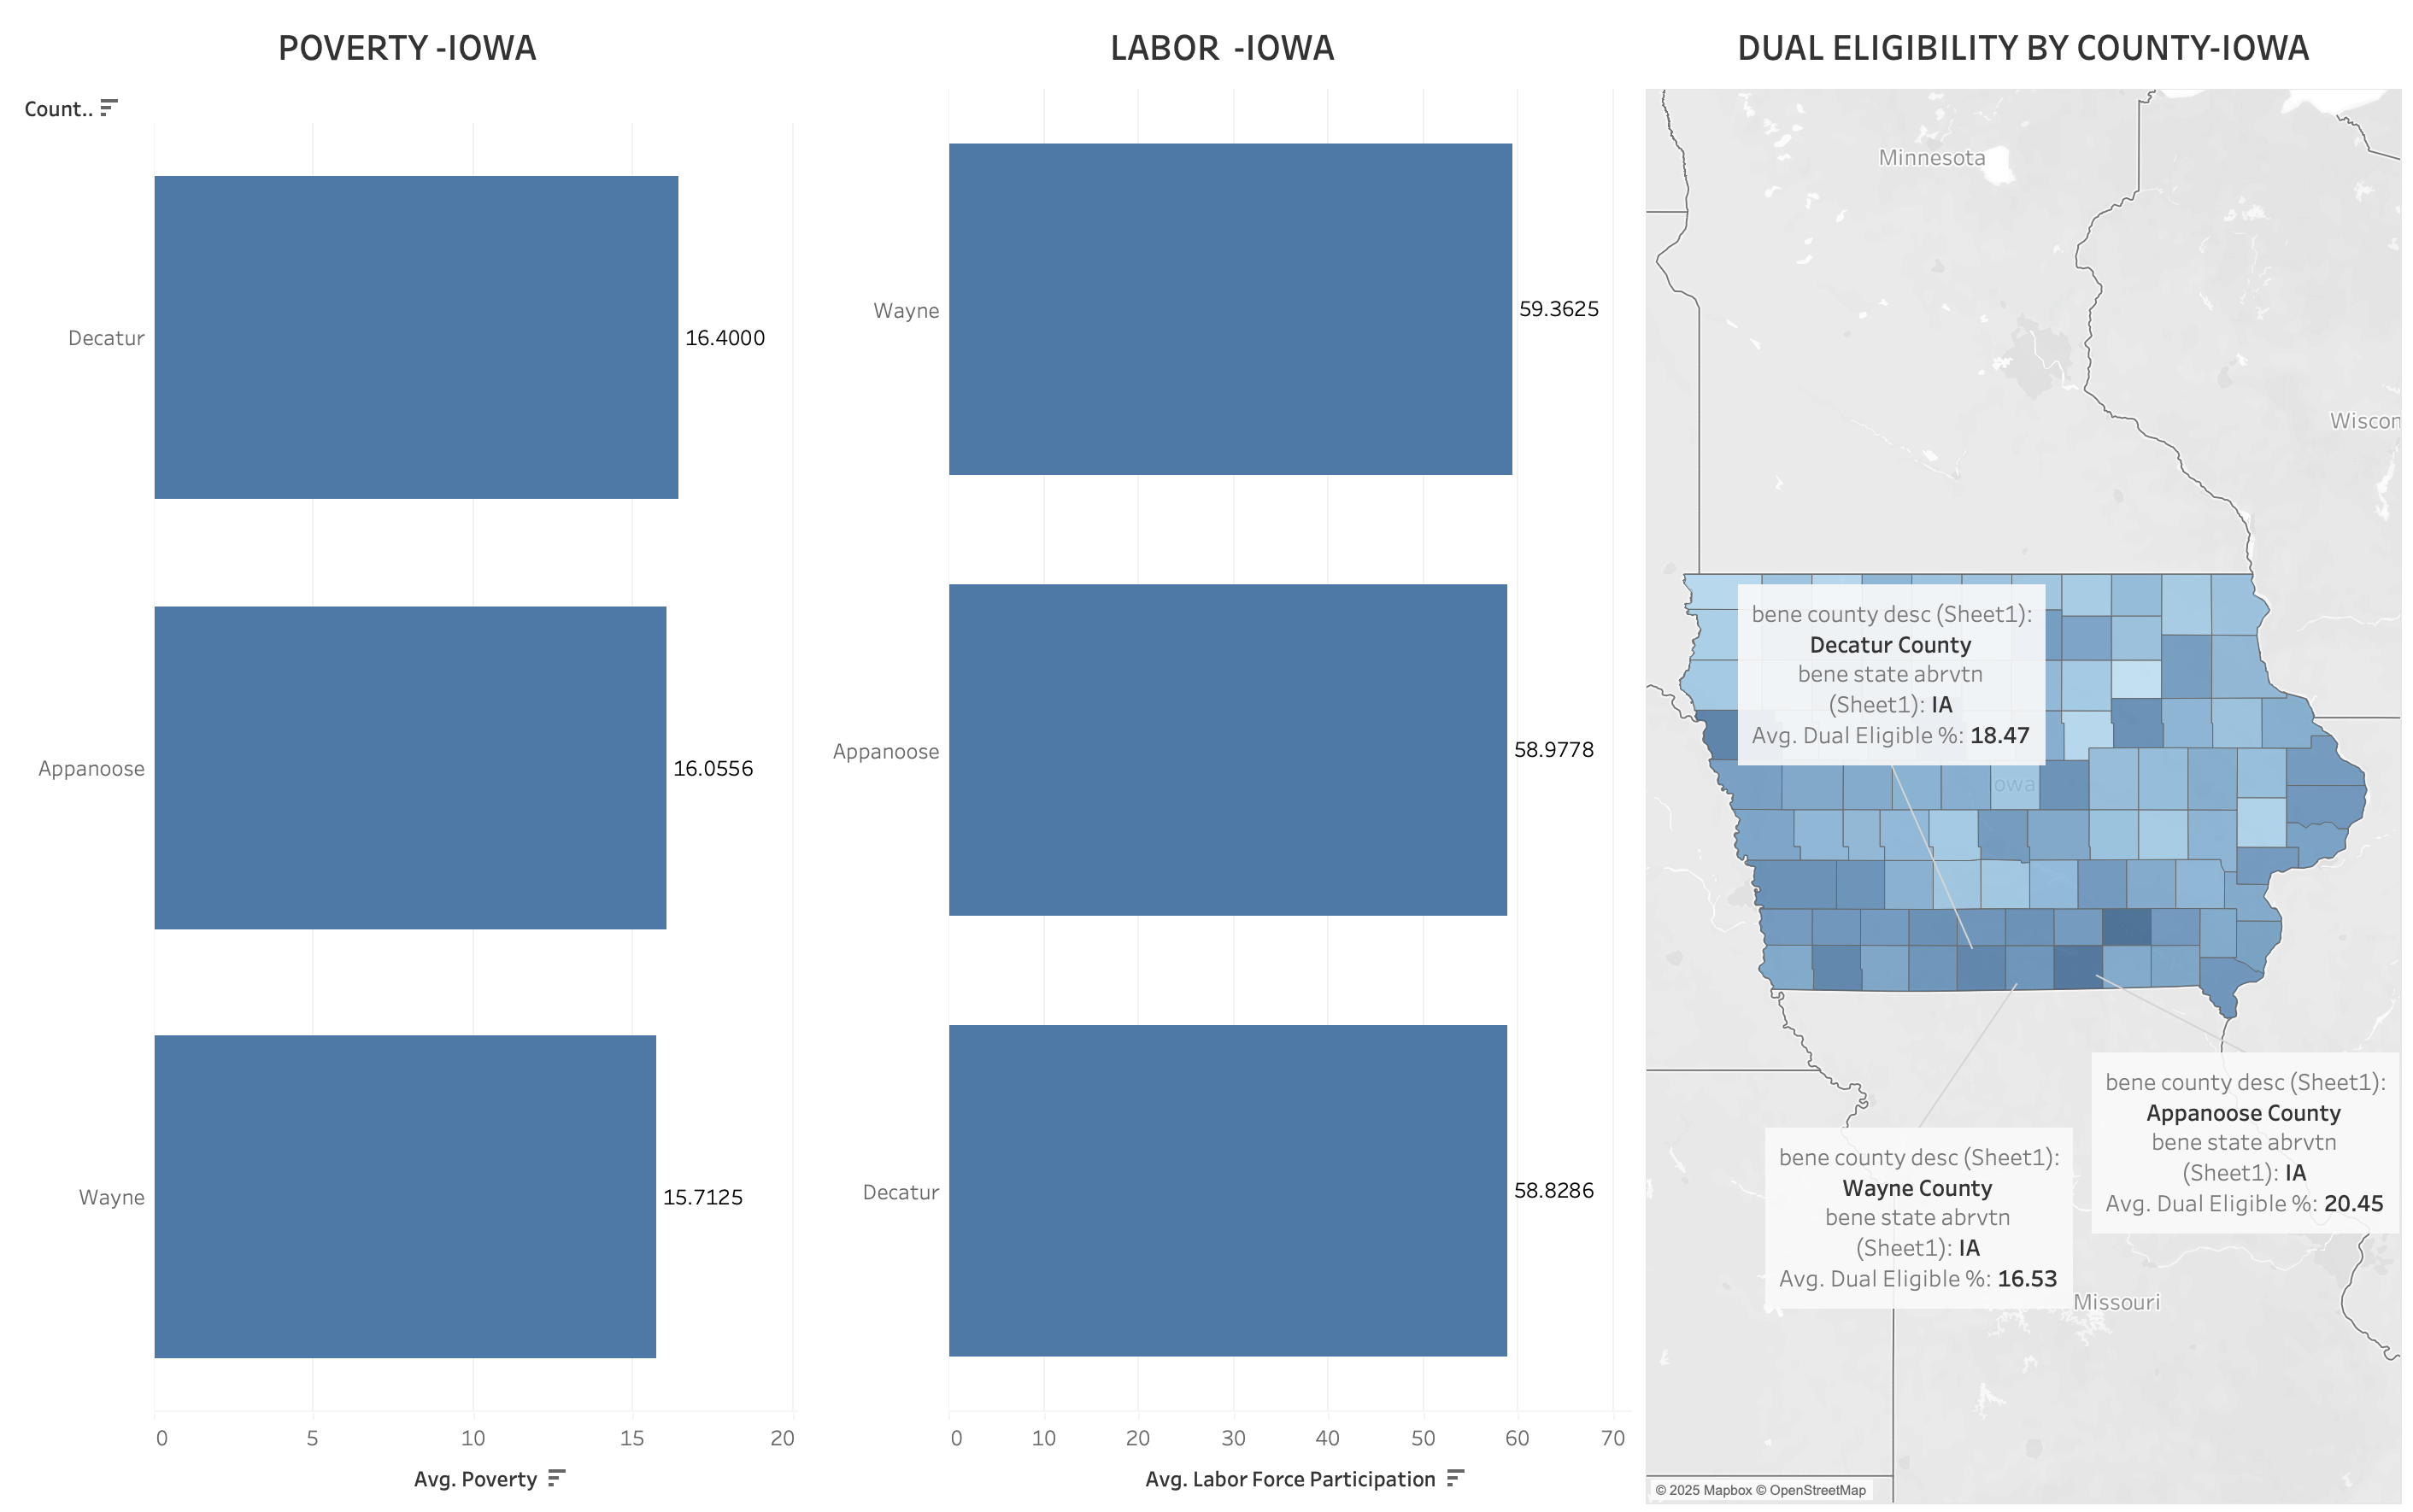 POVERTY -IOWA
Count..
Decatur
16.4000
Appanoose
16.0556
Wayne
15.7125
0 5 10 15 20
Avg. Poverty
LABOR -IOWA
Wayne
59.3625
Appanoose
58.9778
Decatur
58.8286
0 10 20 30 40 50 60 70
Avg. Labor Force Participation
DUAL ELIGIBILITY BY COUNTY-IOWA
Minnesota
Wiscon
bene county desc (Sheet1):
Decatur County
bene state abrvtn
(Sheet1): IA
Avg. Dual Eligible %: 18.47
Iowa
bene county desc (Sheet1):
Appanoose County
bene state abrvtn
(Sheet1): IA
Avg. Dual Eligible %: 20.45
bene county desc (Sheet1):
Wayne County
bene state abrvtn
(Sheet1): IA
Avg. Dual Eligible %: 16.53
Missouri
© 2025 Mapbox © OpenStreetMap